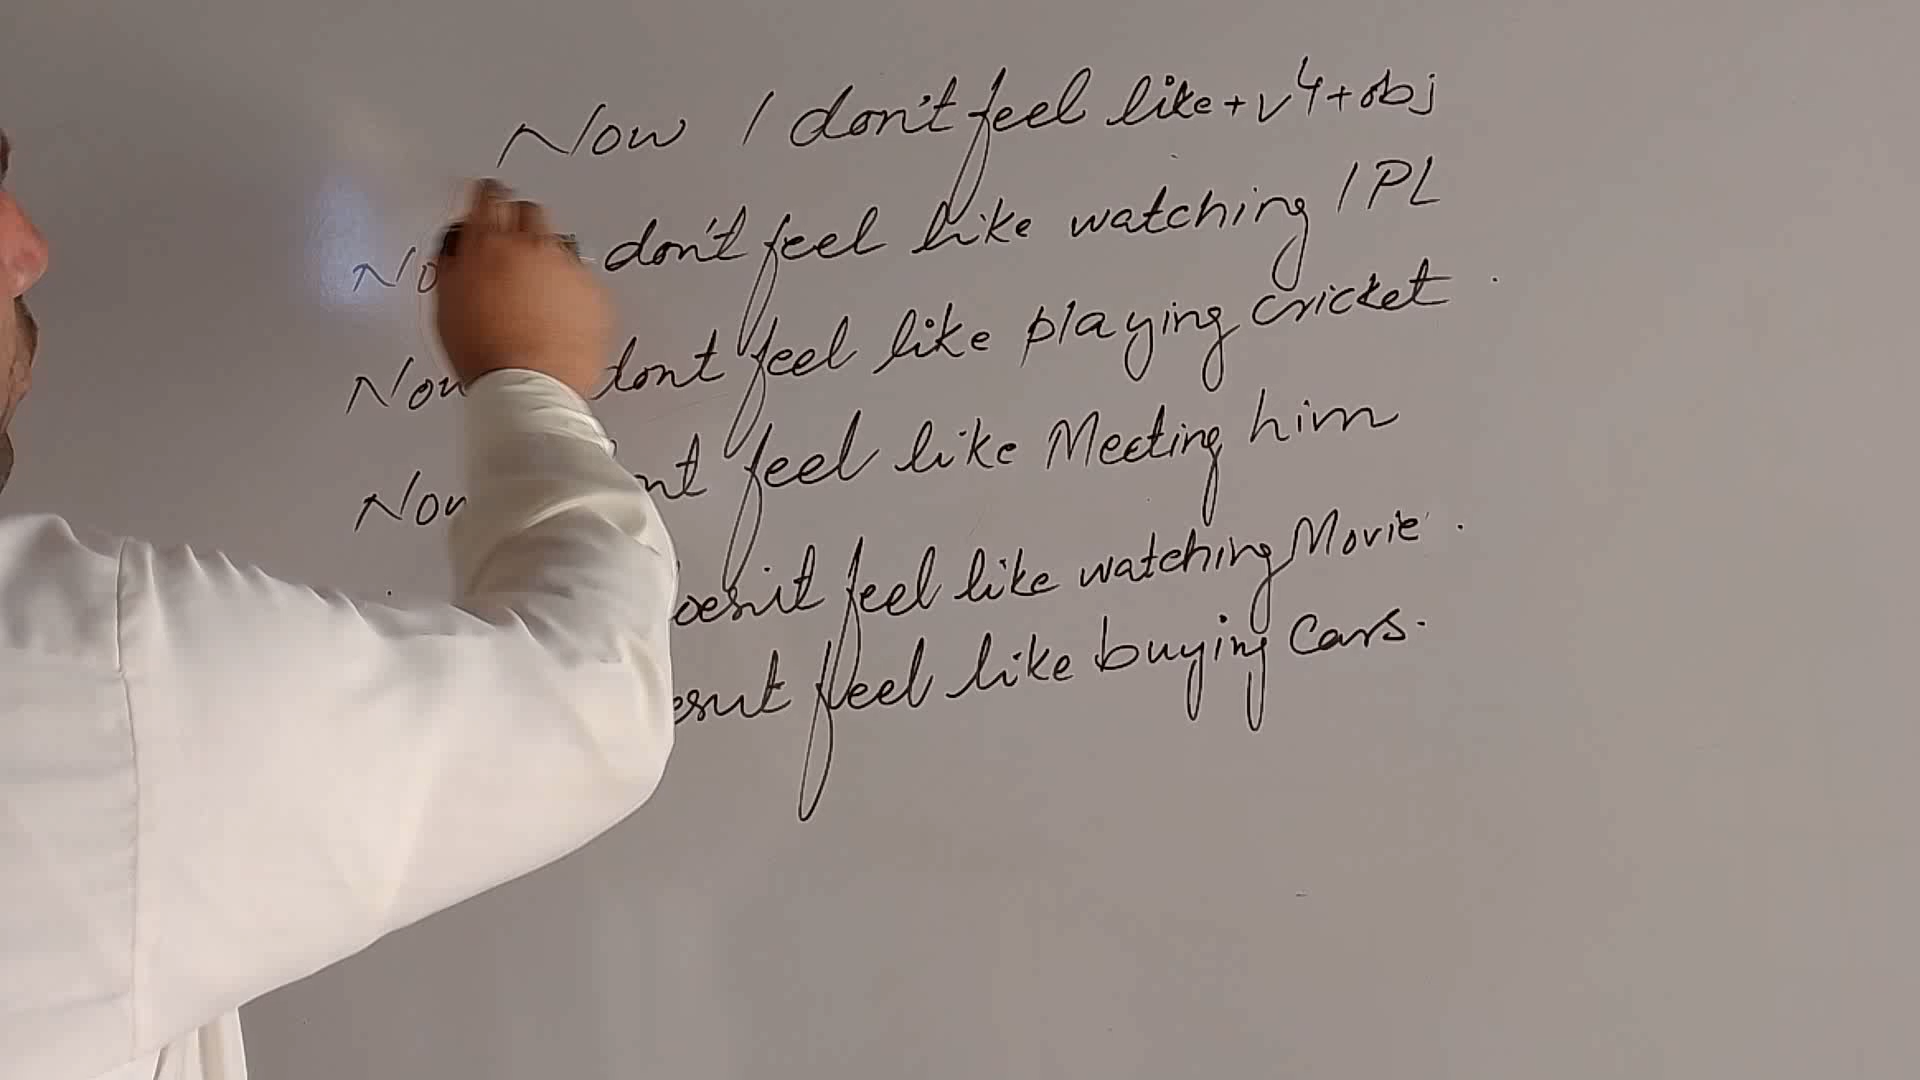 Now I don't feel like + v4 + obj
don't feel like watching IPL
Now dont feel like playing cricket.
feel like Meeting him
feel like watching Movie.
feel like buying Cars.